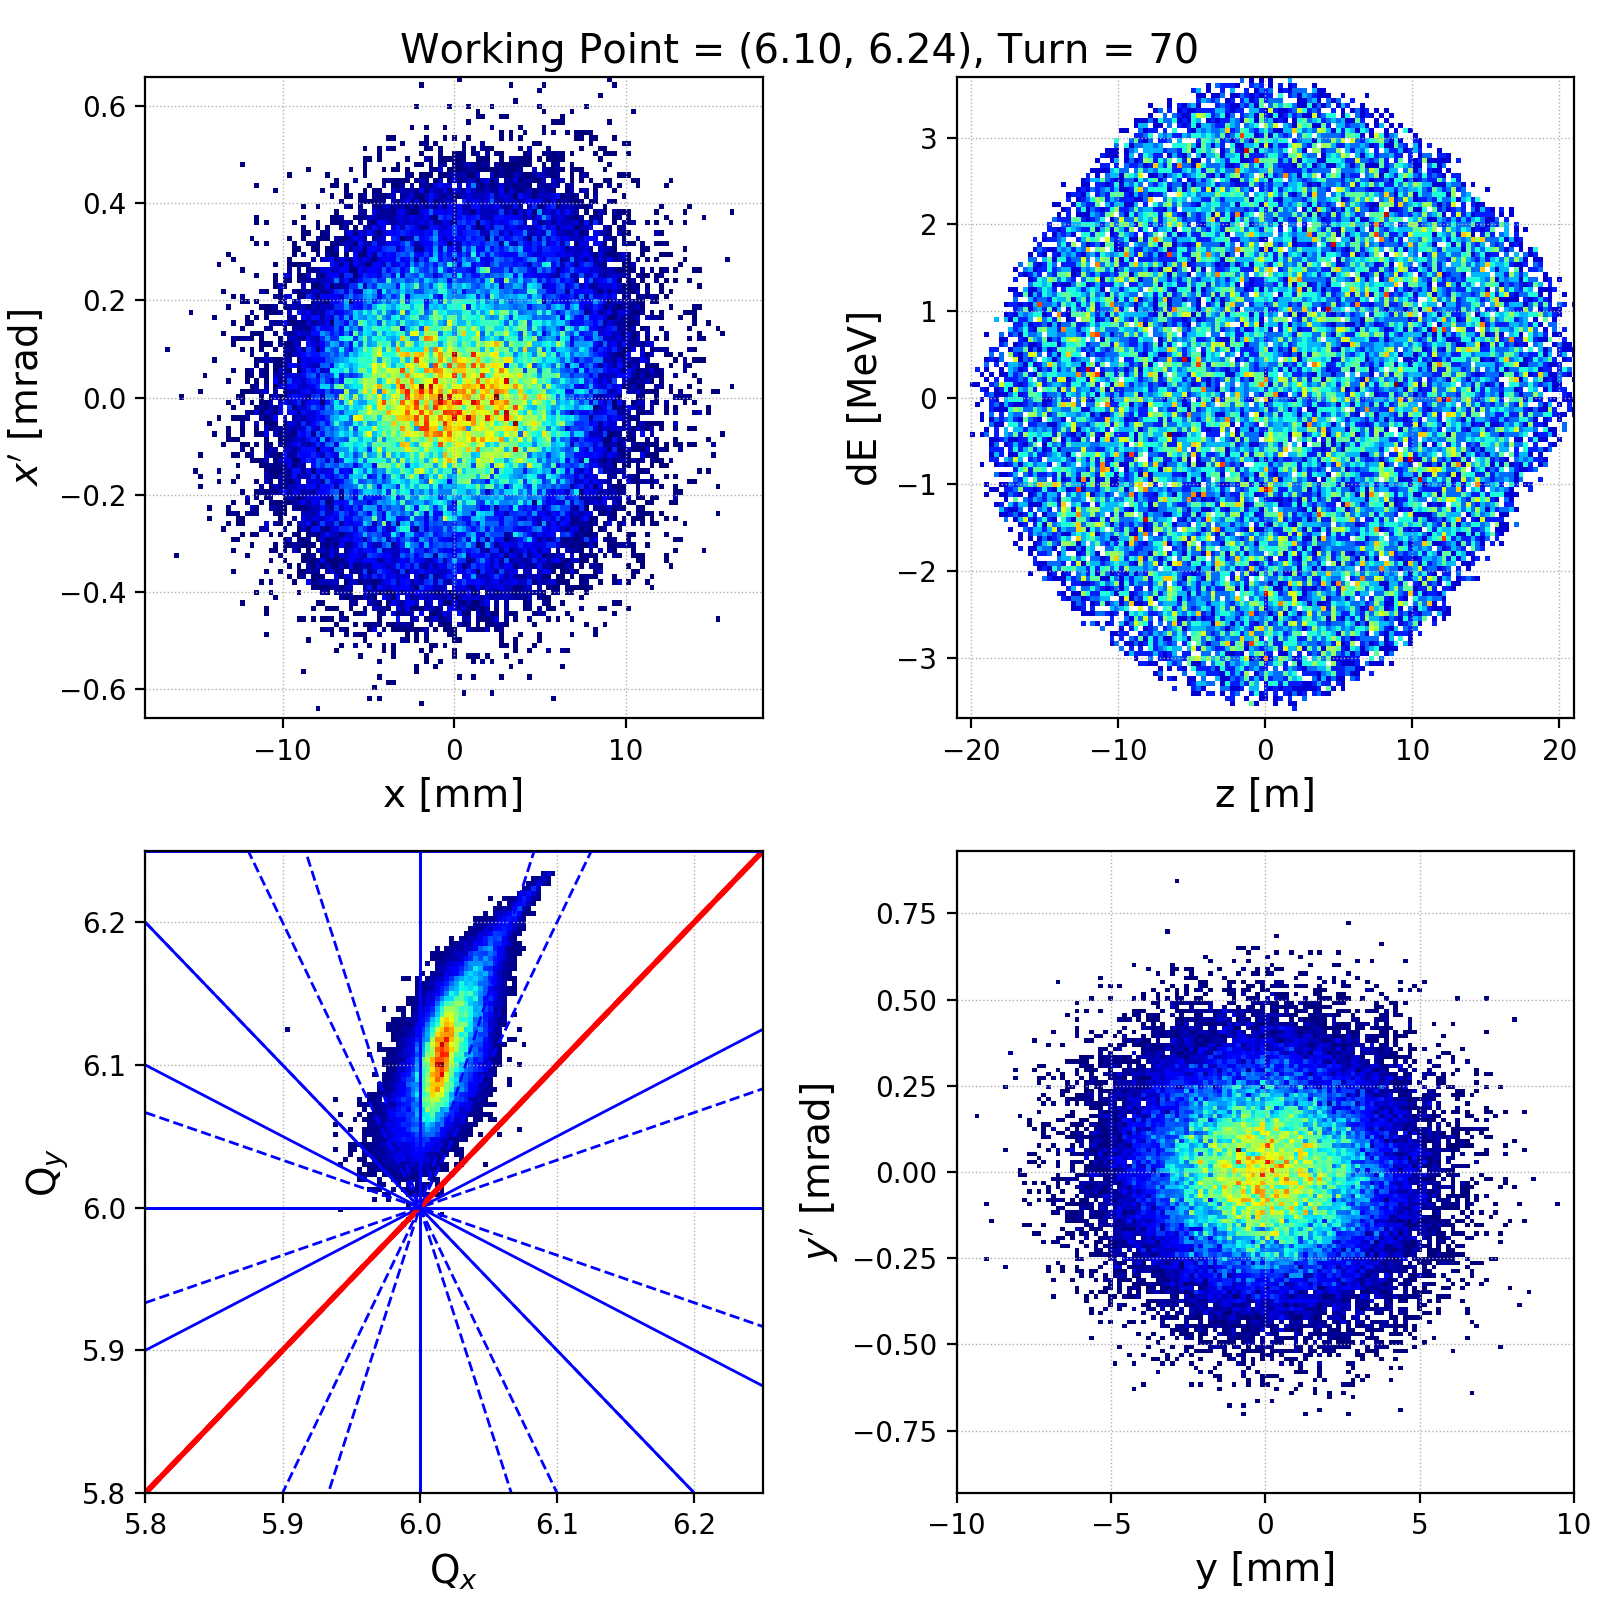 Working Point = (6.10, 6.24), Turn = 70
0.6
0.4
0.2
0.0
−0.2
−0.4
−0.6
x′ [mrad]
−10 0 10
x [mm]
3
2
1
0
−1
−2
−3
dE [MeV]
−20 −10 0 10 20
z [m]
6.2
6.1
6.0
5.9
5.8
Qy
5.8 5.9 6.0 6.1 6.2
Qx
0.75
0.50
0.25
0.00
−0.25
−0.50
−0.75
y′ [mrad]
−10 −5 0 5 10
y [mm]